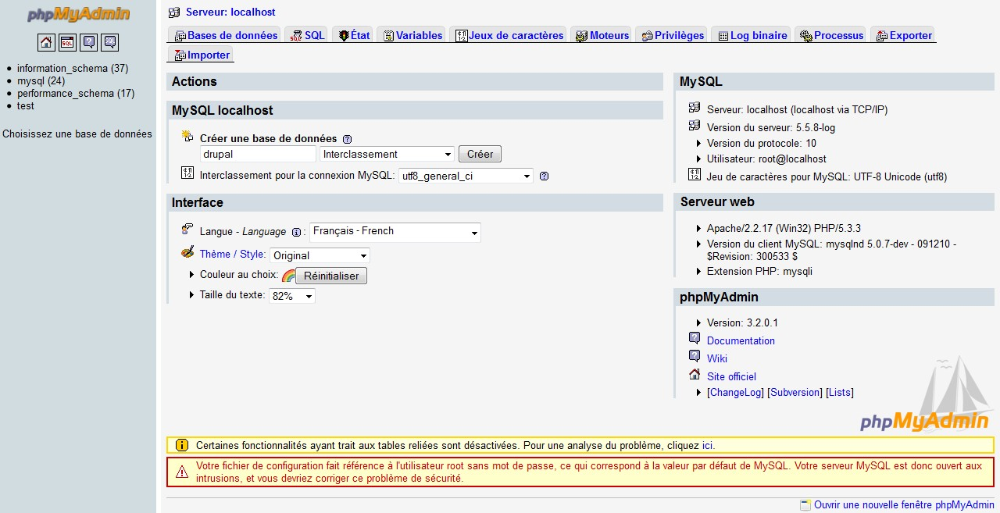 phpMyAdmin
SQL
information_schema (37)
mysql (24)
performance_schema (17)
test
Choisissez une base de données
Serveur: localhost
Bases de données SQL État Variables Jeux de caractères Moteurs Privilèges Log binaire Processus Exporter
Importer
Actions
MySQL localhost
Créer une base de données
drupal Interclassement Créer
Interclassement pour la connexion MySQL: utf8_general_ci
Interface
Langue - Language : Français - French
Thème / Style: Original
Couleur au choix: Réinitialiser
Taille du texte: 82%
MySQL
Serveur: localhost (localhost via TCP/IP)
Version du serveur: 5.5.8-log
Version du protocole: 10
Utilisateur: root@localhost
Jeu de caractères pour MySQL: UTF-8 Unicode (utf8)
Serveur web
Apache/2.2.17 (Win32) PHP/5.3.3
Version du client MySQL: mysqlnd 5.0.7-dev - 091210 -
$Revision: 300533 $
Extension PHP: mysqli
phpMyAdmin
Version: 3.2.0.1
Documentation
Wiki
Site officiel
[ChangeLog] [Subversion] [Lists]
phpMyAdmin
Certaines fonctionnalités ayant trait aux tables reliées sont désactivées. Pour une analyse du problème, cliquez ici.
Votre fichier de configuration fait référence à l'utilisateur root sans mot de passe, ce qui correspond à la valeur par défaut de MySQL. Votre serveur MySQL est donc ouvert aux
intrusions, et vous devriez corriger ce problème de sécurité.
Ouvrir une nouvelle fenêtre phpMyAdmin